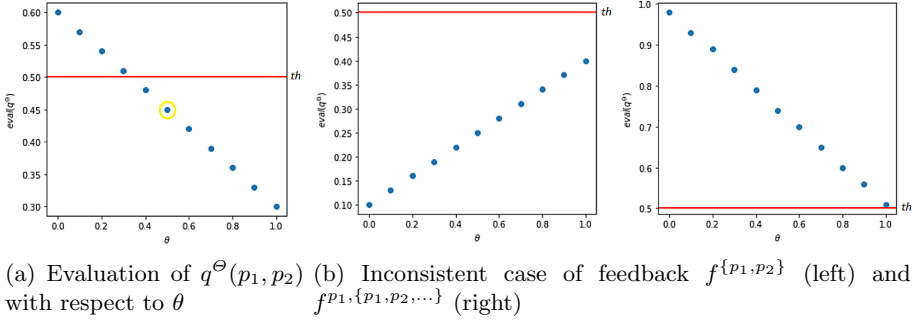 0.60
0.55
0.50
0.45
0.40
0.35
0.30
eval(q^Θ)
th
0.0 0.2 0.4 0.6 0.8 1.0
θ
0.50
0.45
0.40
0.35
0.30
0.25
0.20
0.15
0.10
eval(q^Θ)
th
0.0 0.2 0.4 0.6 0.8 1.0
θ
1.0
0.9
0.8
0.7
0.6
0.5
eval(q^Θ)
th
0.0 0.2 0.4 0.6 0.8 1.0
θ
(a) Evaluation of q^Θ(p₁, p₂)
with respect to θ
(b) Inconsistent case of feedback f^{p₁,p₂} (left) and
f^{p₁,{p₁,p₂,...}} (right)